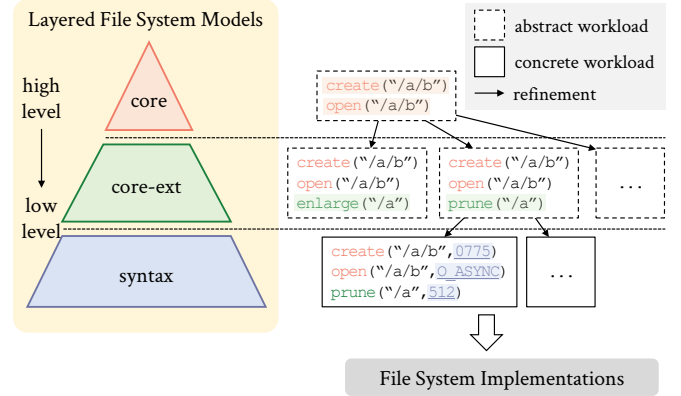 Layered File System Models
high
level
low
level
core
core-ext
syntax
abstract workload
concrete workload
refinement
create(“/a/b”)
open(“/a/b”)
create(“/a/b”)
open(“/a/b”)
enlarge(“/a”)
create(“/a/b”)
open(“/a/b”)
prune(“/a”)
...
create(“/a/b”,0775)
open(“/a/b”,O_ASYNC)
prune(“/a”,512)
...
File System Implementations